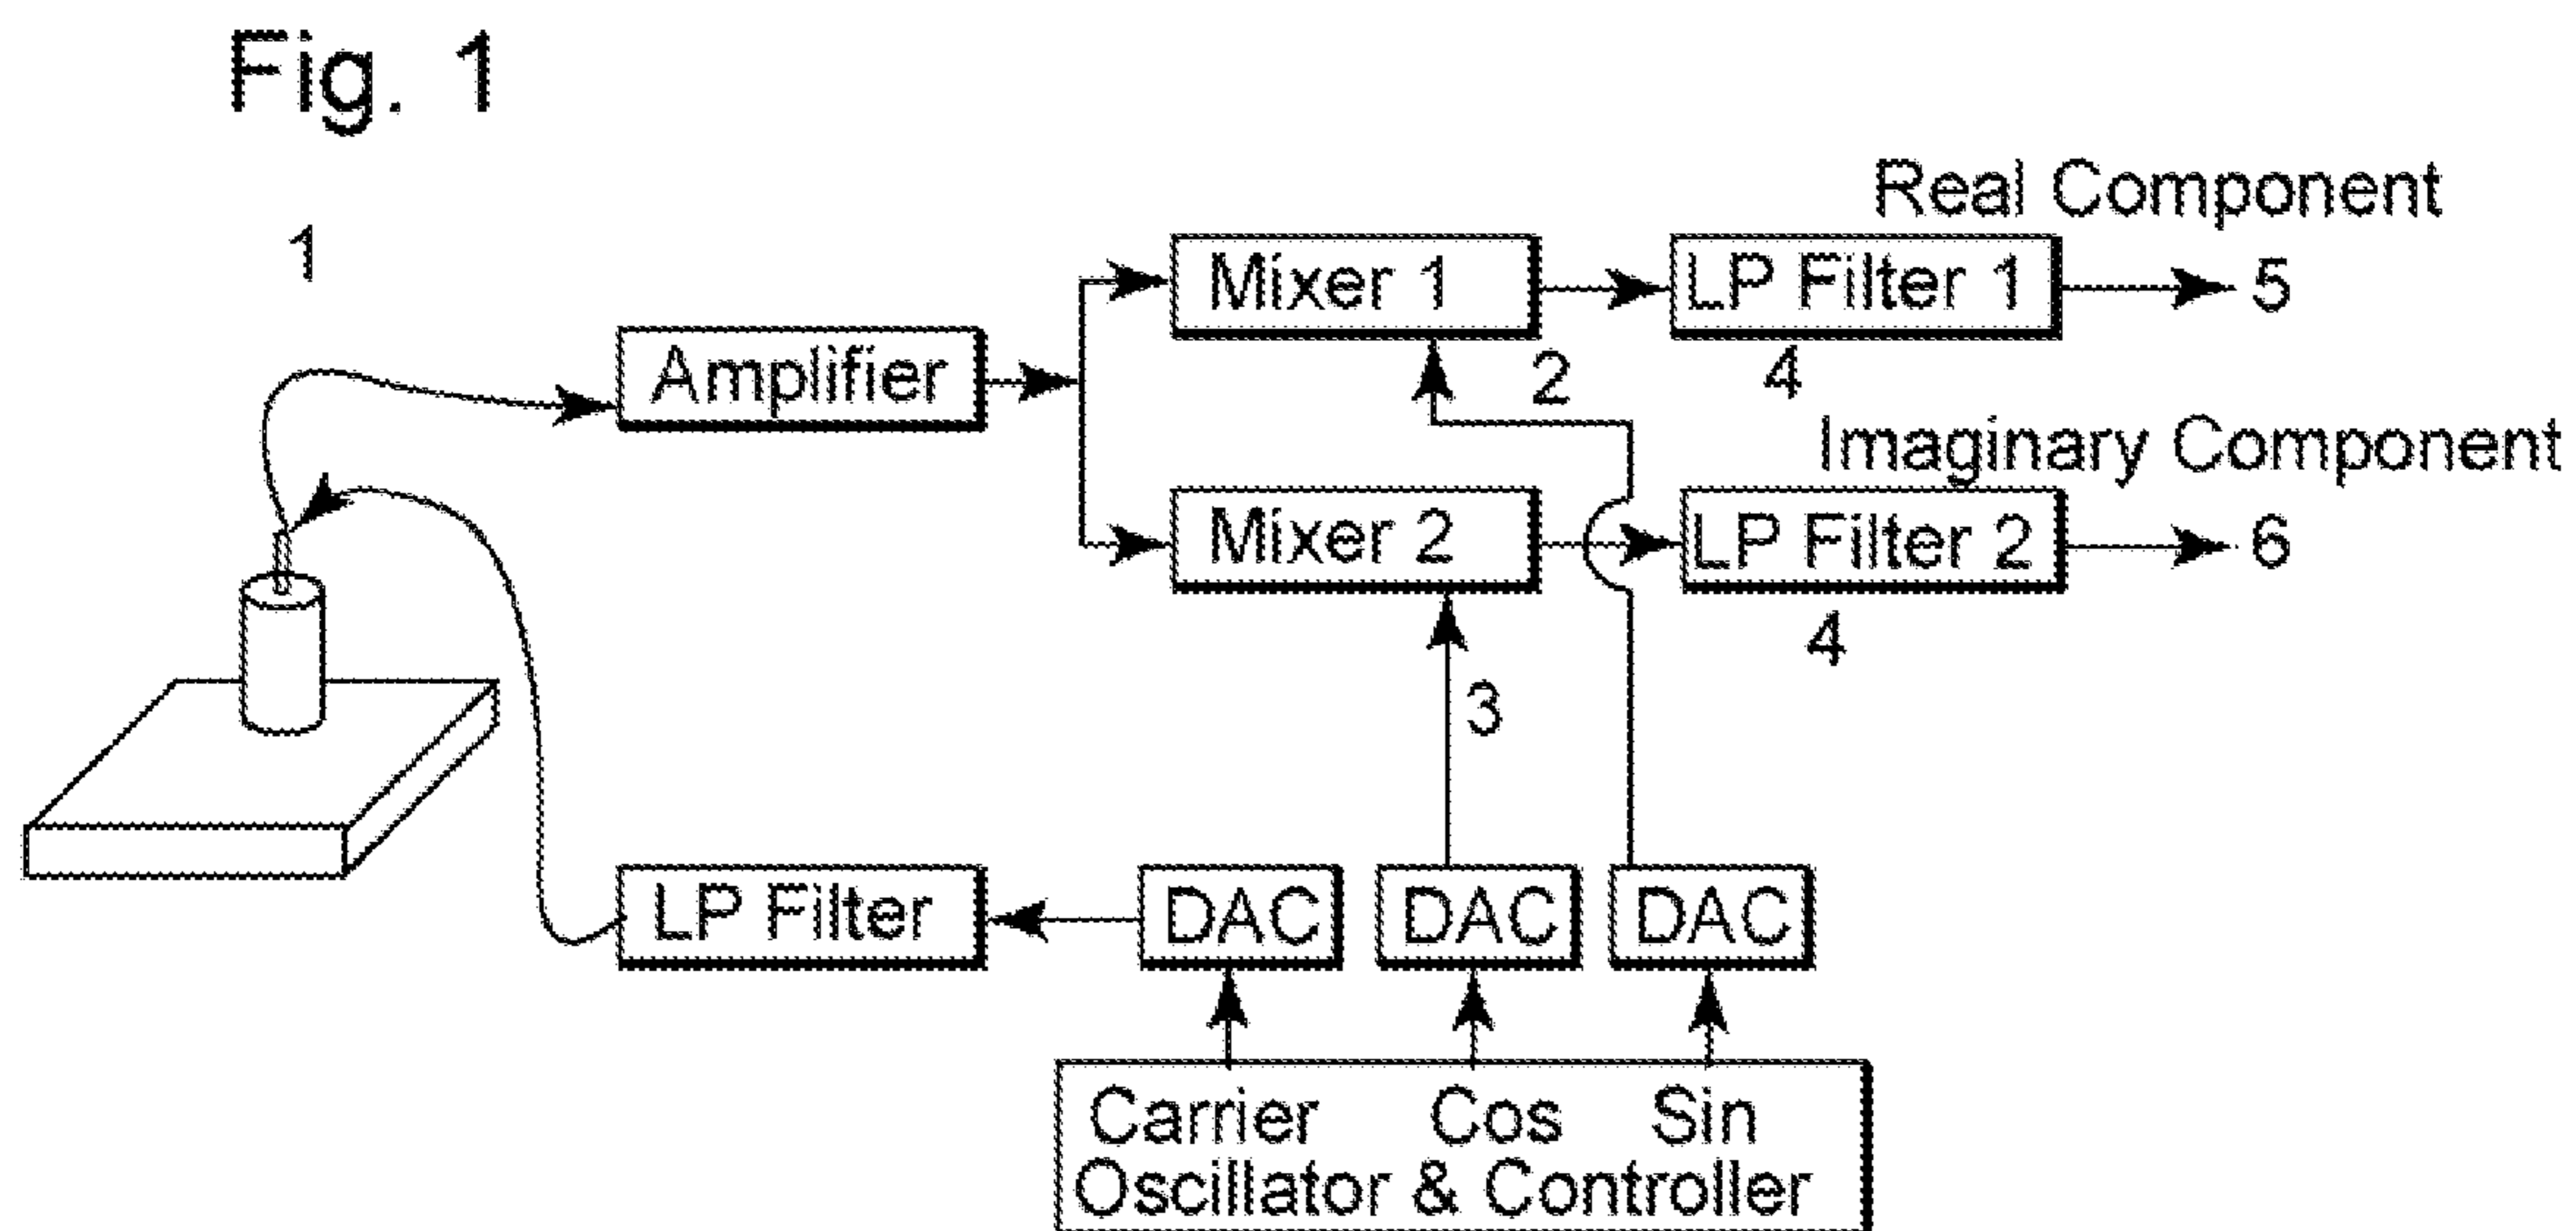 Fig. 1
1
Real Component
Mixer 1
LP Filter 1
5
Amplifier
2
4
Imaginary Component
Mixer 2
LP Filter 2
6
4
3
LP Filter
DAC
DAC
DAC
Carrier Cos Sin
Oscillator & Controller